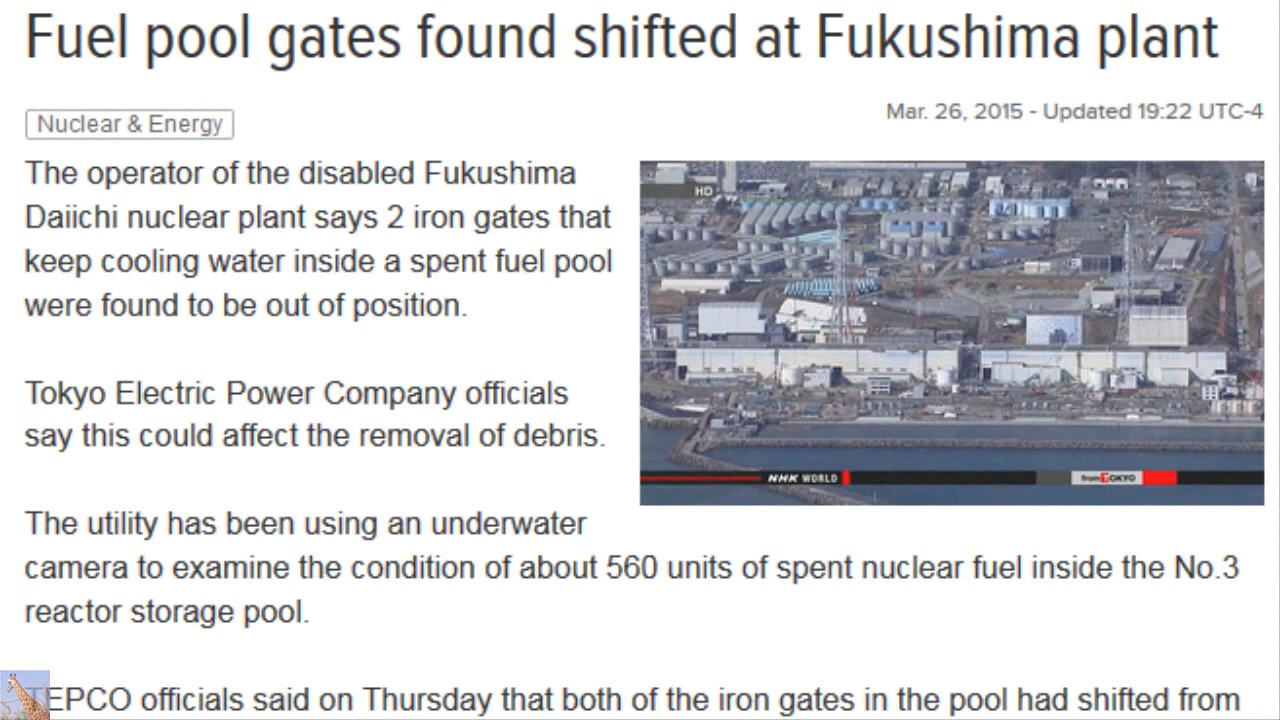 Fuel pool gates found shifted at Fukushima plant
Nuclear & Energy
Mar. 26, 2015 - Updated 19:22 UTC-4
The operator of the disabled Fukushima
Daiichi nuclear plant says 2 iron gates that
keep cooling water inside a spent fuel pool
were found to be out of position.
Tokyo Electric Power Company officials
say this could affect the removal of debris.
The utility has been using an underwater
camera to examine the condition of about 560 units of spent nuclear fuel inside the No.3
reactor storage pool.
TEPCO officials said on Thursday that both of the iron gates in the pool had shifted from
HD
NHK WORLD
from TOKYO